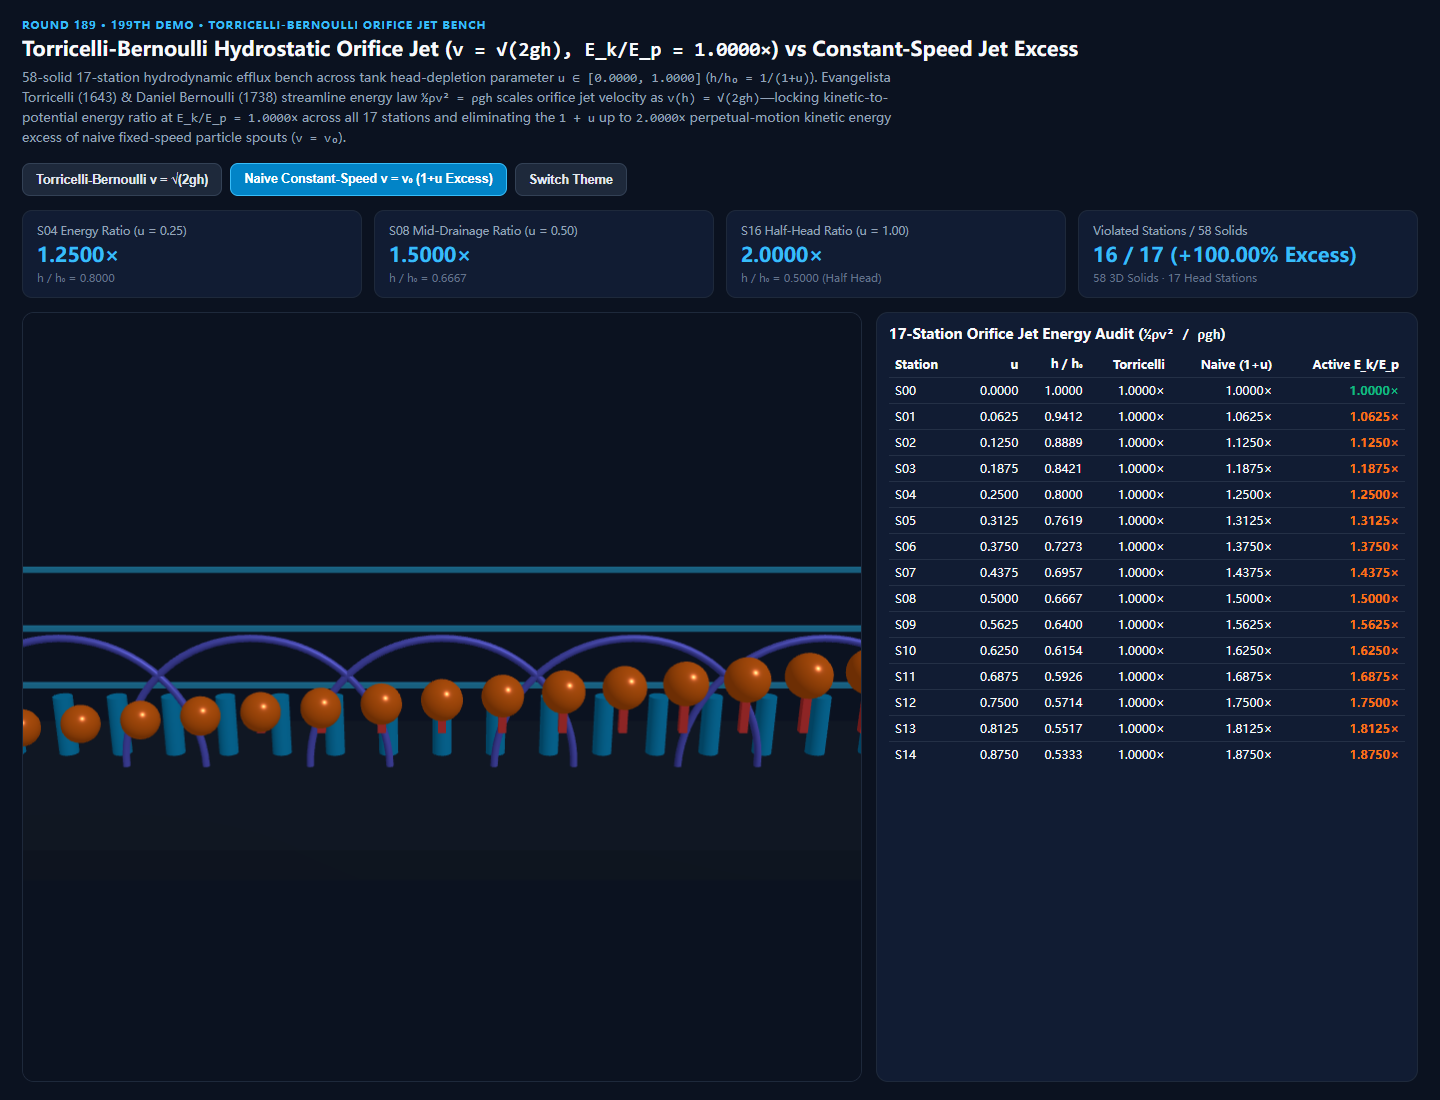 ROUND 189 • 199TH DEMO • TORRICELLI-BERNOULLI ORIFICE JET BENCH
Torricelli-Bernoulli Hydrostatic Orifice Jet (v = √(2gh), E_k/E_p = 1.0000×) vs Constant-Speed Jet Excess
58-solid 17-station hydrodynamic efflux bench across tank head-depletion parameter u ∈ [0.0000, 1.0000] (h/h₀ = 1/(1+u)). Evangelista
Torricelli (1643) & Daniel Bernoulli (1738) streamline energy law ½ρv² = ρgh scales orifice jet velocity as v(h) = √(2gh)—locking kinetic-to-
potential energy ratio at E_k/E_p = 1.0000× across all 17 stations and eliminating the 1 + u up to 2.0000× perpetual-motion kinetic energy
excess of naive fixed-speed particle spouts (v = v₀).
Torricelli-Bernoulli v = √(2gh)
Naive Constant-Speed v = v₀ (1+u Excess)
Switch Theme
S04 Energy Ratio (u = 0.25)
1.2500×
h / h₀ = 0.8000
S08 Mid-Drainage Ratio (u = 0.50)
1.5000×
h / h₀ = 0.6667
S16 Half-Head Ratio (u = 1.00)
2.0000×
h / h₀ = 0.5000 (Half Head)
Violated Stations / 58 Solids
16 / 17 (+100.00% Excess)
58 3D Solids · 17 Head Stations
17-Station Orifice Jet Energy Audit (½ρv² / ρgh)
Station u h / h₀ Torricelli Naive (1+u) Active E_k/E_p
S00 0.0000 1.0000 1.0000× 1.0000× 1.0000×
S01 0.0625 0.9412 1.0000× 1.0625× 1.0625×
S02 0.1250 0.8889 1.0000× 1.1250× 1.1250×
S03 0.1875 0.8421 1.0000× 1.1875× 1.1875×
S04 0.2500 0.8000 1.0000× 1.2500× 1.2500×
S05 0.3125 0.7619 1.0000× 1.3125× 1.3125×
S06 0.3750 0.7273 1.0000× 1.3750× 1.3750×
S07 0.4375 0.6957 1.0000× 1.4375× 1.4375×
S08 0.5000 0.6667 1.0000× 1.5000× 1.5000×
S09 0.5625 0.6400 1.0000× 1.5625× 1.5625×
S10 0.6250 0.6154 1.0000× 1.6250× 1.6250×
S11 0.6875 0.5926 1.0000× 1.6875× 1.6875×
S12 0.7500 0.5714 1.0000× 1.7500× 1.7500×
S13 0.8125 0.5517 1.0000× 1.8125× 1.8125×
S14 0.8750 0.5333 1.0000× 1.8750× 1.8750×